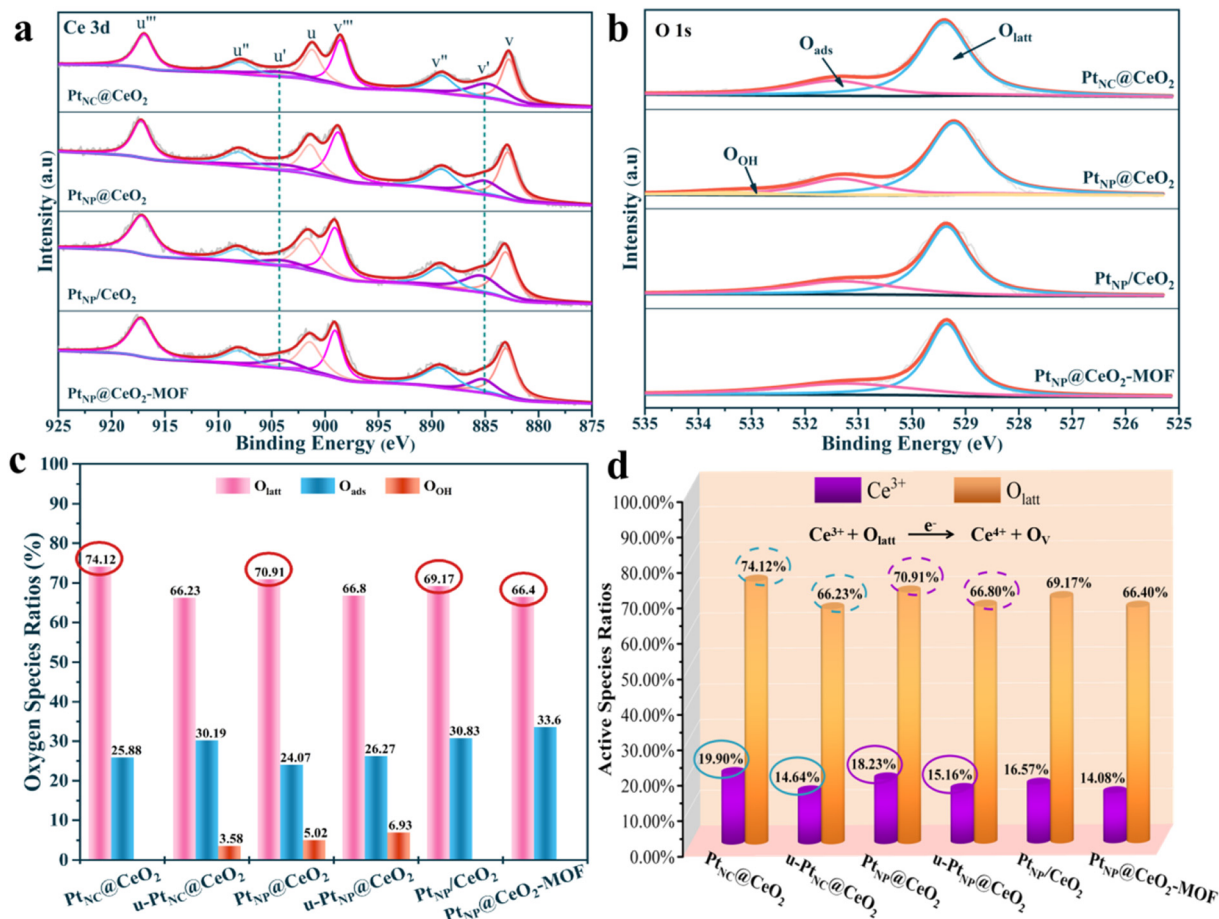 a
Ce 3d
u'''
u''
u'
u
v'''
v''
v'
v
Pt_NC@CeO₂
Pt_NP@CeO₂
Pt_NP/CeO₂
Pt_NP@CeO₂-MOF
Intensity (a.u)
925 917 910 905 900 895 890 885 880 875
Binding Energy (eV)
b
O 1s
O_ads
O_latt
Pt_NC@CeO₂
O_OH
Pt_NP@CeO₂
Pt_NP/CeO₂
Pt_NP@CeO₂-MOF
Intensity (a.u)
535 534 533 532 531 530 529 528 527 526 525
Binding Energy (eV)
c
O_latt O_ads O_OH
Oxygen Species Ratios (%)
100
90
80
70
60
50
40
30
20
10
0
74.12
25.88
66.23
30.19
3.58
70.91
24.07
5.02
66.8
26.27
6.93
69.17
30.83
66.4
33.6
Pt_NC@CeO₂
u-Pt_NC@CeO₂
Pt_NP@CeO₂
u-Pt_NP@CeO₂
Pt_NP/CeO₂
Pt_NP@CeO₂-MOF
d
Ce³⁺ O_latt
Ce³⁺ + O_latt e⁻ → Ce⁴⁺ + O_V
Active Species Ratios
100.00%
90.00%
80.00%
70.00%
60.00%
50.00%
40.00%
30.00%
20.00%
10.00%
0.00%
74.12%
66.23%
70.91%
66.80%
69.17%
66.40%
19.90%
14.64%
18.23%
15.16%
16.57%
14.08%
Pt_NC@CeO₂
u-Pt_NC@CeO₂
Pt_NP@CeO₂
u-Pt_NP@CeO₂
Pt_NP/CeO₂
Pt_NP@CeO₂-MOF